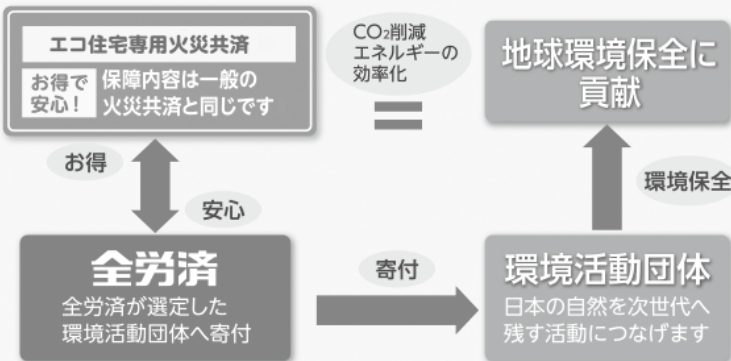 エコ住宅専用火災共済
お得で
安心！
保障内容は一般の
火災共済と同じです
CO₂削減
エネルギーの
効率化
地球環境保全に
貢献
お得
安心
環境保全
全労済
全労済が選定した
環境活動団体へ寄付
寄付
環境活動団体
日本の自然を次世代へ
残す活動につなげます